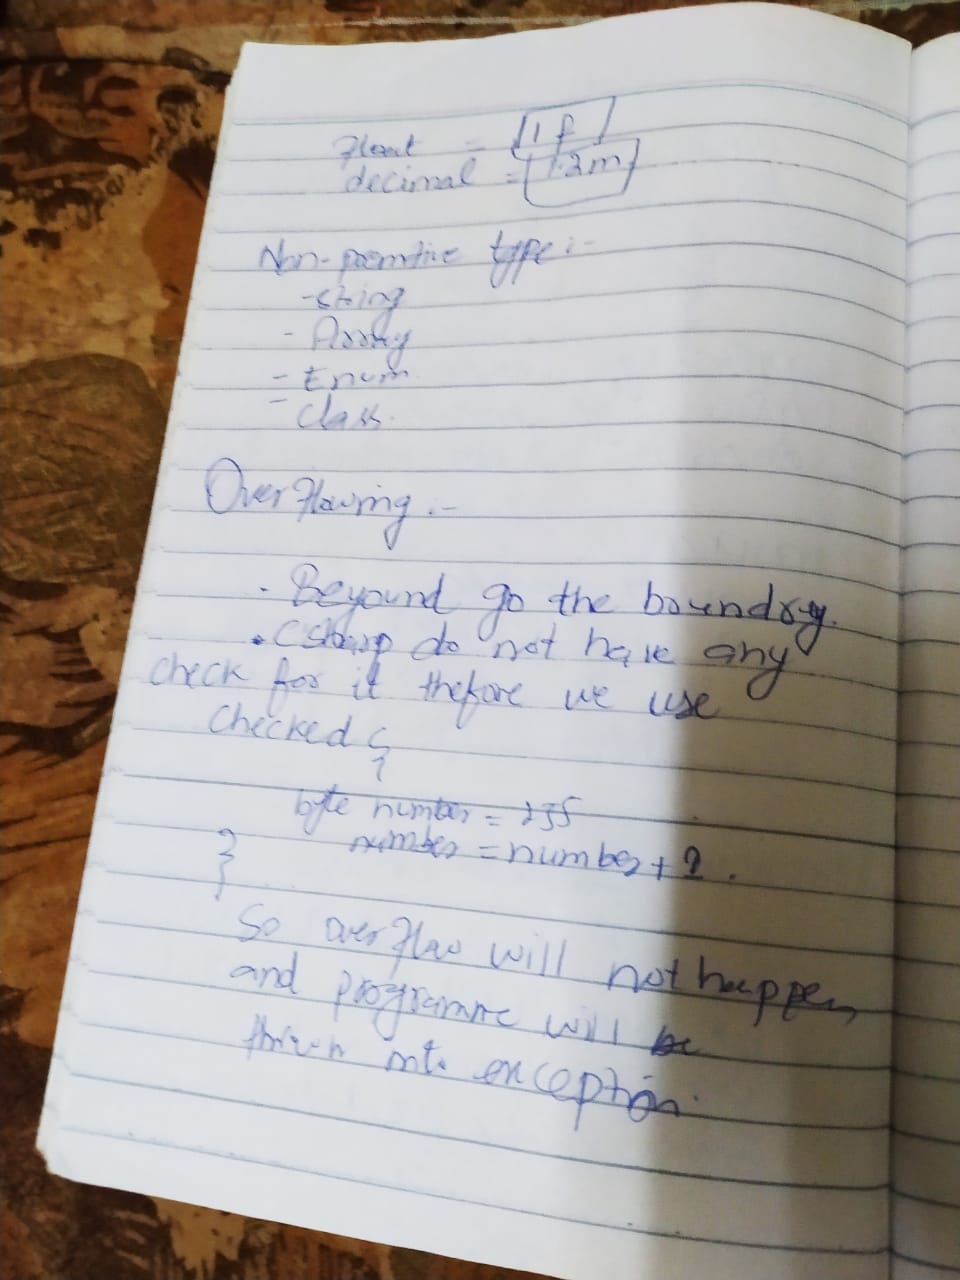 float = 1f
decimal = 1.2m
Non-premitive type :-
- string
- Array
- Enum
- Class.
Overflowing :-
. Beyound go the boundry.
. Csharp do not have any
check for it thefore we use
checked {
byte number = 255
number = number + 1 .
}
So overflow will not happen
and programme will be
thrown into exception.